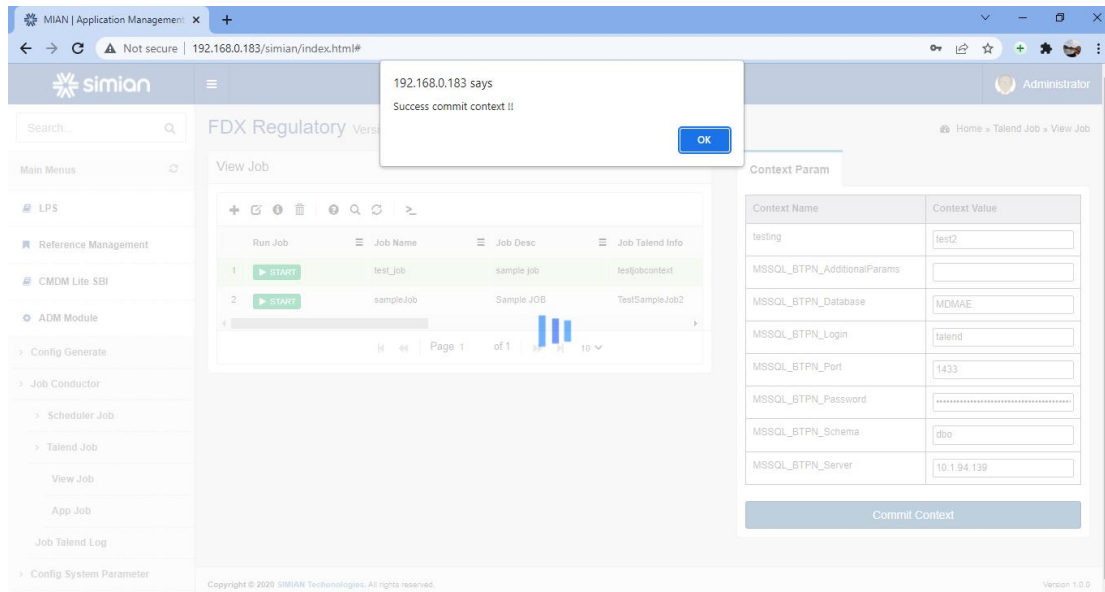 MIAN | Application Management
Not secure | 192.168.0.183/simian/index.html#
simian
Administrator
192.168.0.183 says
Success commit context !!
OK
Search...
FDX Regulatory Versi
Home » Talend Job » View Job
Main Menus
LPS
Reference Management
CMDM Lite SBI
ADM Module
Config Generate
Job Conductor
Scheduler Job
Talend Job
View Job
App Job
Job Talend Log
Config System Parameter
View Job
Run Job Job Name Job Desc Job Talend Info
1 START test_job sample job testjobcontext
2 START sampleJob Sample JOB TestSampleJob2
Page 1 of 1 10
Context Param
Context Name Context Value
testing test2
MSSQL_BTPN_AdditionalParams
MSSQL_BTPN_Database MDMAE
MSSQL_BTPN_Login talend
MSSQL_BTPN_Port 1433
MSSQL_BTPN_Password
MSSQL_BTPN_Schema dbo
MSSQL_BTPN_Server 10.1.94.139
Commit Context
Copyright © 2020 SIMIAN Techonologies. All rights reserved.
Version 1.0.0